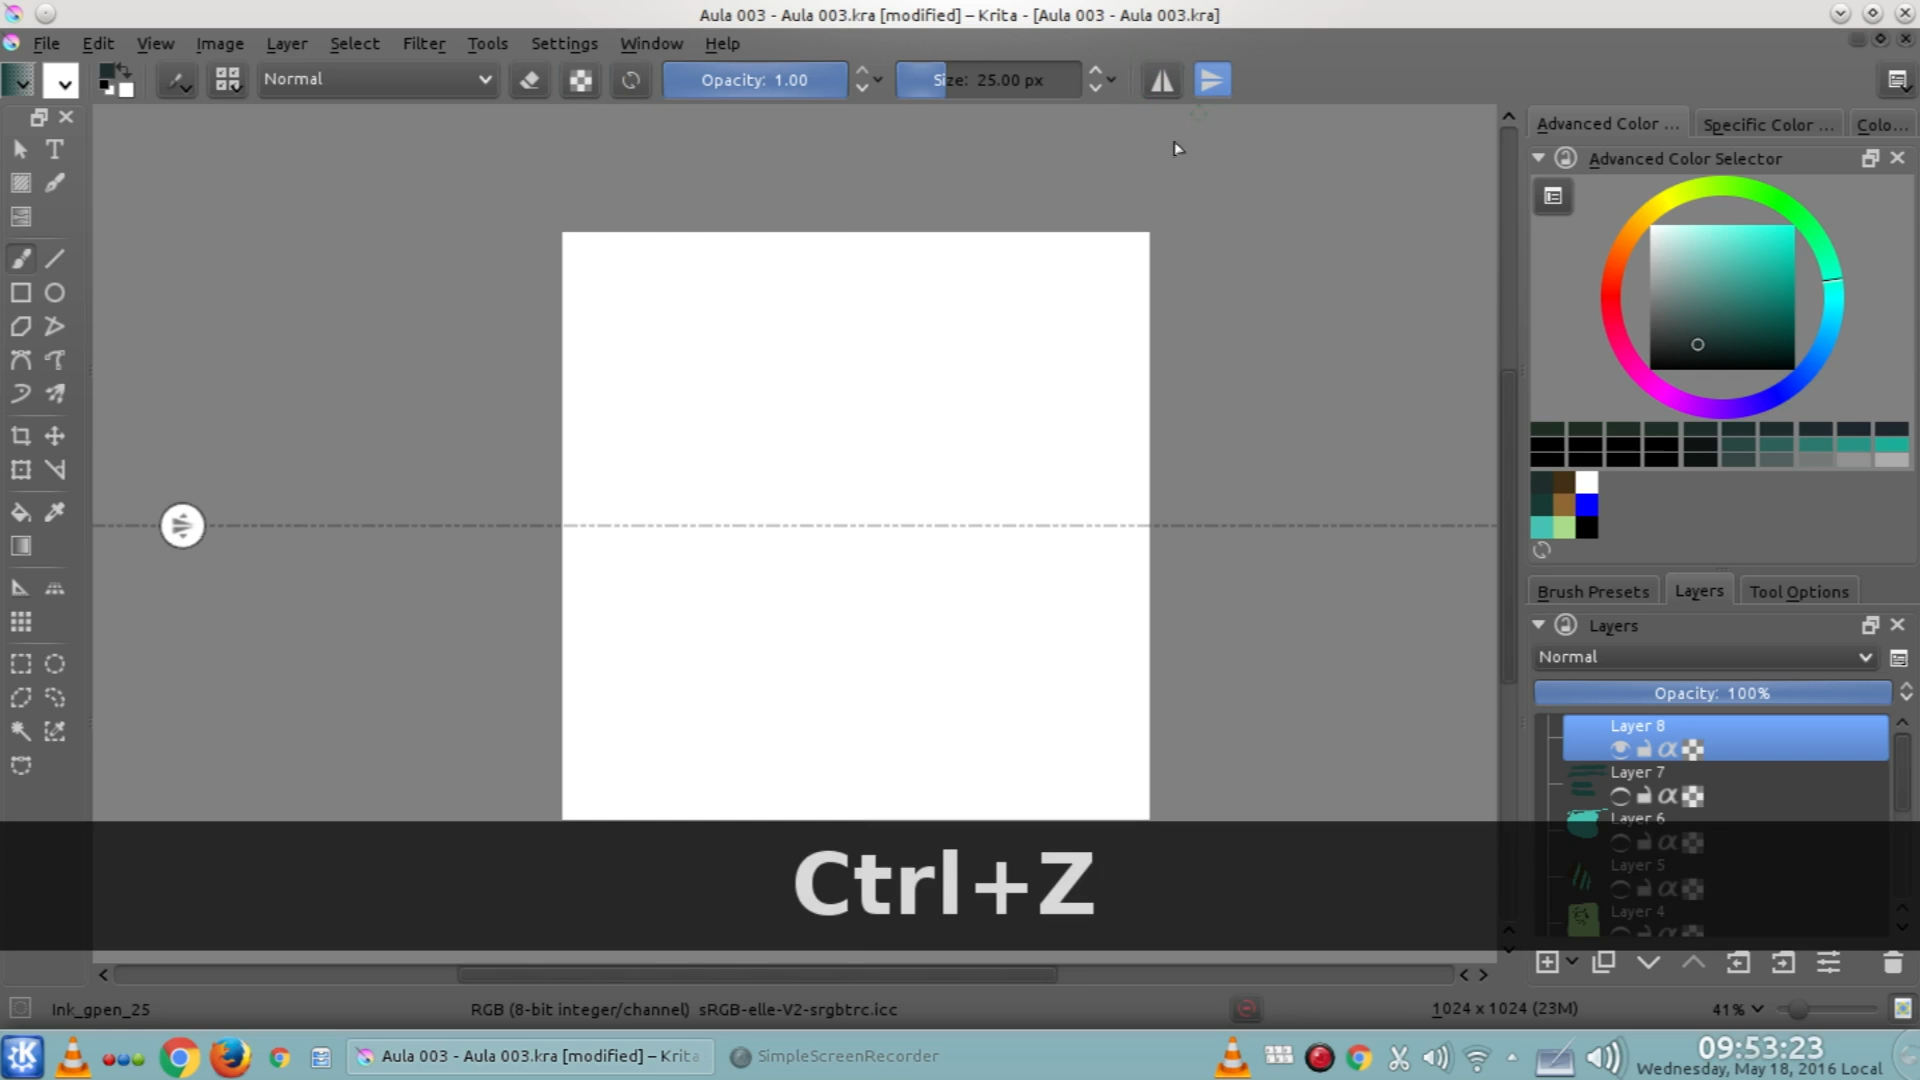 Aula 003 - Aula 003.kra [modified] – Krita - [Aula 003 - Aula 003.kra]
File Edit View Image Layer Select Filter Tools Settings Window Help
Normal Opacity: 1.00 Size: 25.00 px
Advanced Color ... Specific Color ... Colo...
Advanced Color Selector
Brush Presets Layers Tool Options
Layers
Normal
Opacity: 100%
Layer 8
Layer 7
Layer 6
Layer 5
Layer 4
Ctrl+Z
Ink_gpen_25 RGB (8-bit integer/channel) sRGB-elle-V2-srgbtrc.icc 1024 x 1024 (23M) 41%
Aula 003 - Aula 003.kra [modified] – Krita SimpleScreenRecorder 09:53:23
Wednesday, May 18, 2016 Local